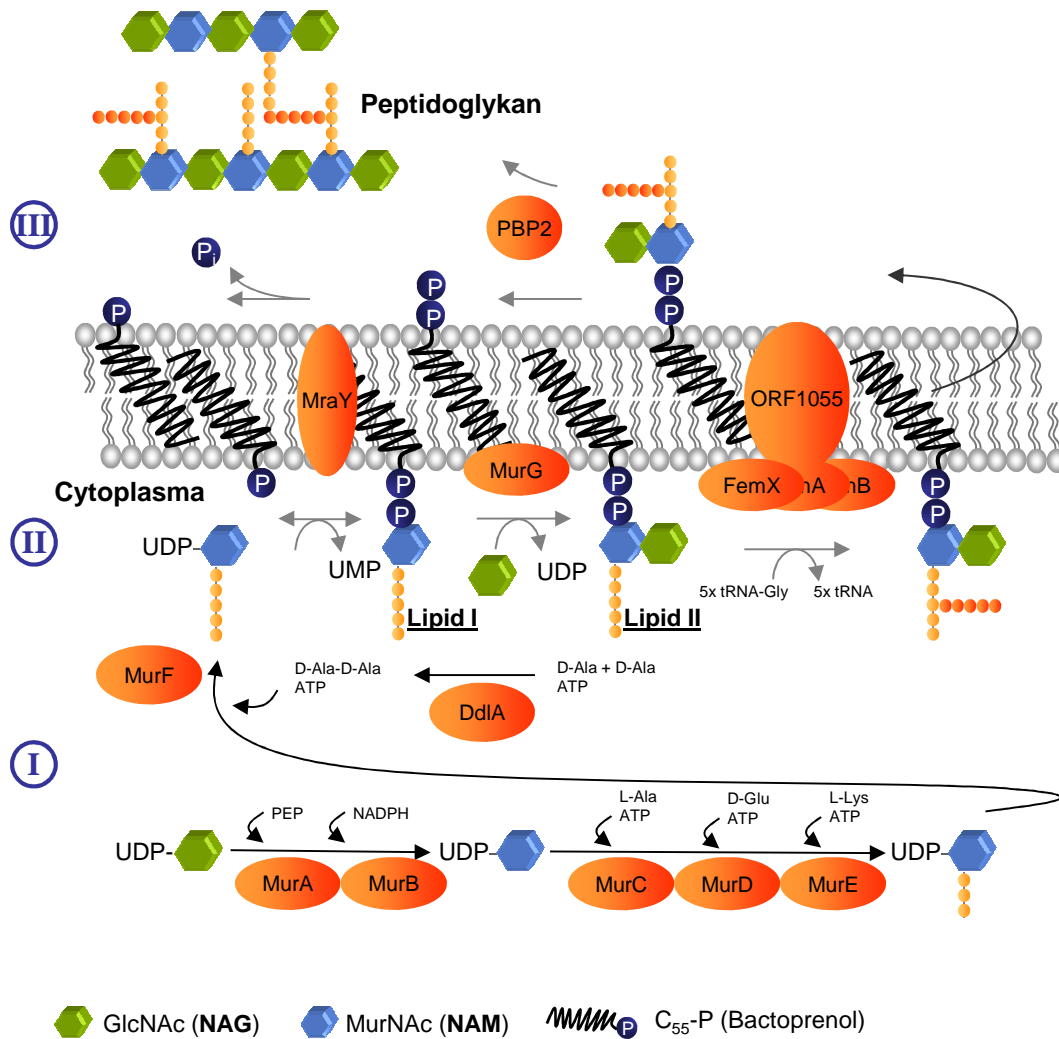 Peptidoglykan
III
PBP2
P
i
P
P
P
P
P
P
MraY
ORF1055
MurG
FemX
mA
mB
Cytoplasma
P
P
P
P
P
P
P
II
UDP-
UMP
UDP
5x tRNA-Gly
5x tRNA
Lipid I
Lipid II
MurF
D-Ala-D-Ala
ATP
D-Ala + D-Ala
ATP
DdlA
I
PEP
NADPH
L-Ala
ATP
D-Glu
ATP
L-Lys
ATP
UDP-
UDP-
UDP-
MurA
MurB
MurC
MurD
MurE
GlcNAc (NAG)
MurNAc (NAM)
P
C55-P (Bactoprenol)